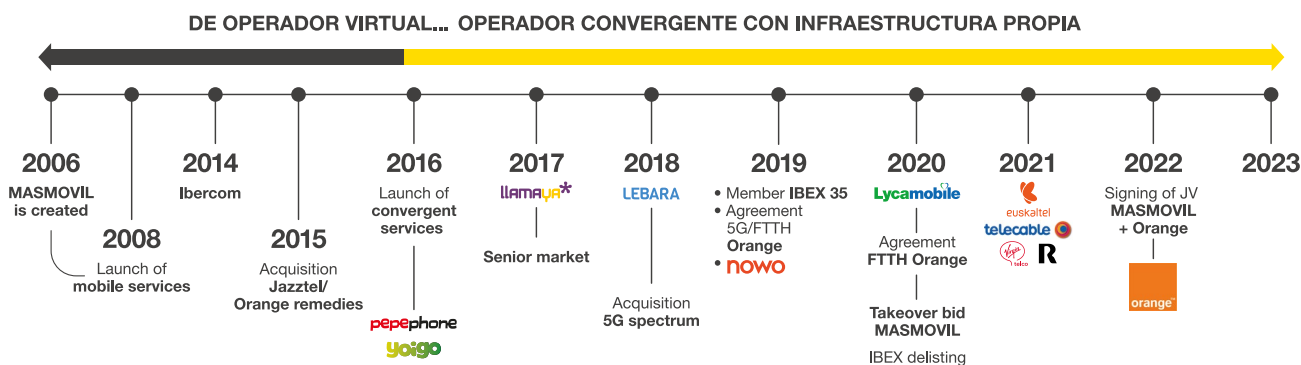 DE OPERADOR VIRTUAL... OPERADOR CONVERGENTE CON INFRAESTRUCTURA PROPIA
2006
MASMOVIL
is created
2008
Launch of
mobile services
2014
Ibercom
2015
Acquisition
Jazztel/
Orange remedies
2016
Launch of
convergent
services
pepephone
yoigo
2017
llamaya*
Senior market
2018
LEBARA
Acquisition
5G spectrum
2019
• Member IBEX 35
• Agreement
5G/FTTH
Orange
• nowo
2020
Lycamobile
Agreement
FTTH Orange
Takeover bid
MASMOVIL
IBEX delisting
2021
euskaltel
telecable
Virgin
telco
R
2022
Signing of JV
MASMOVIL
+ Orange
orange™
2023